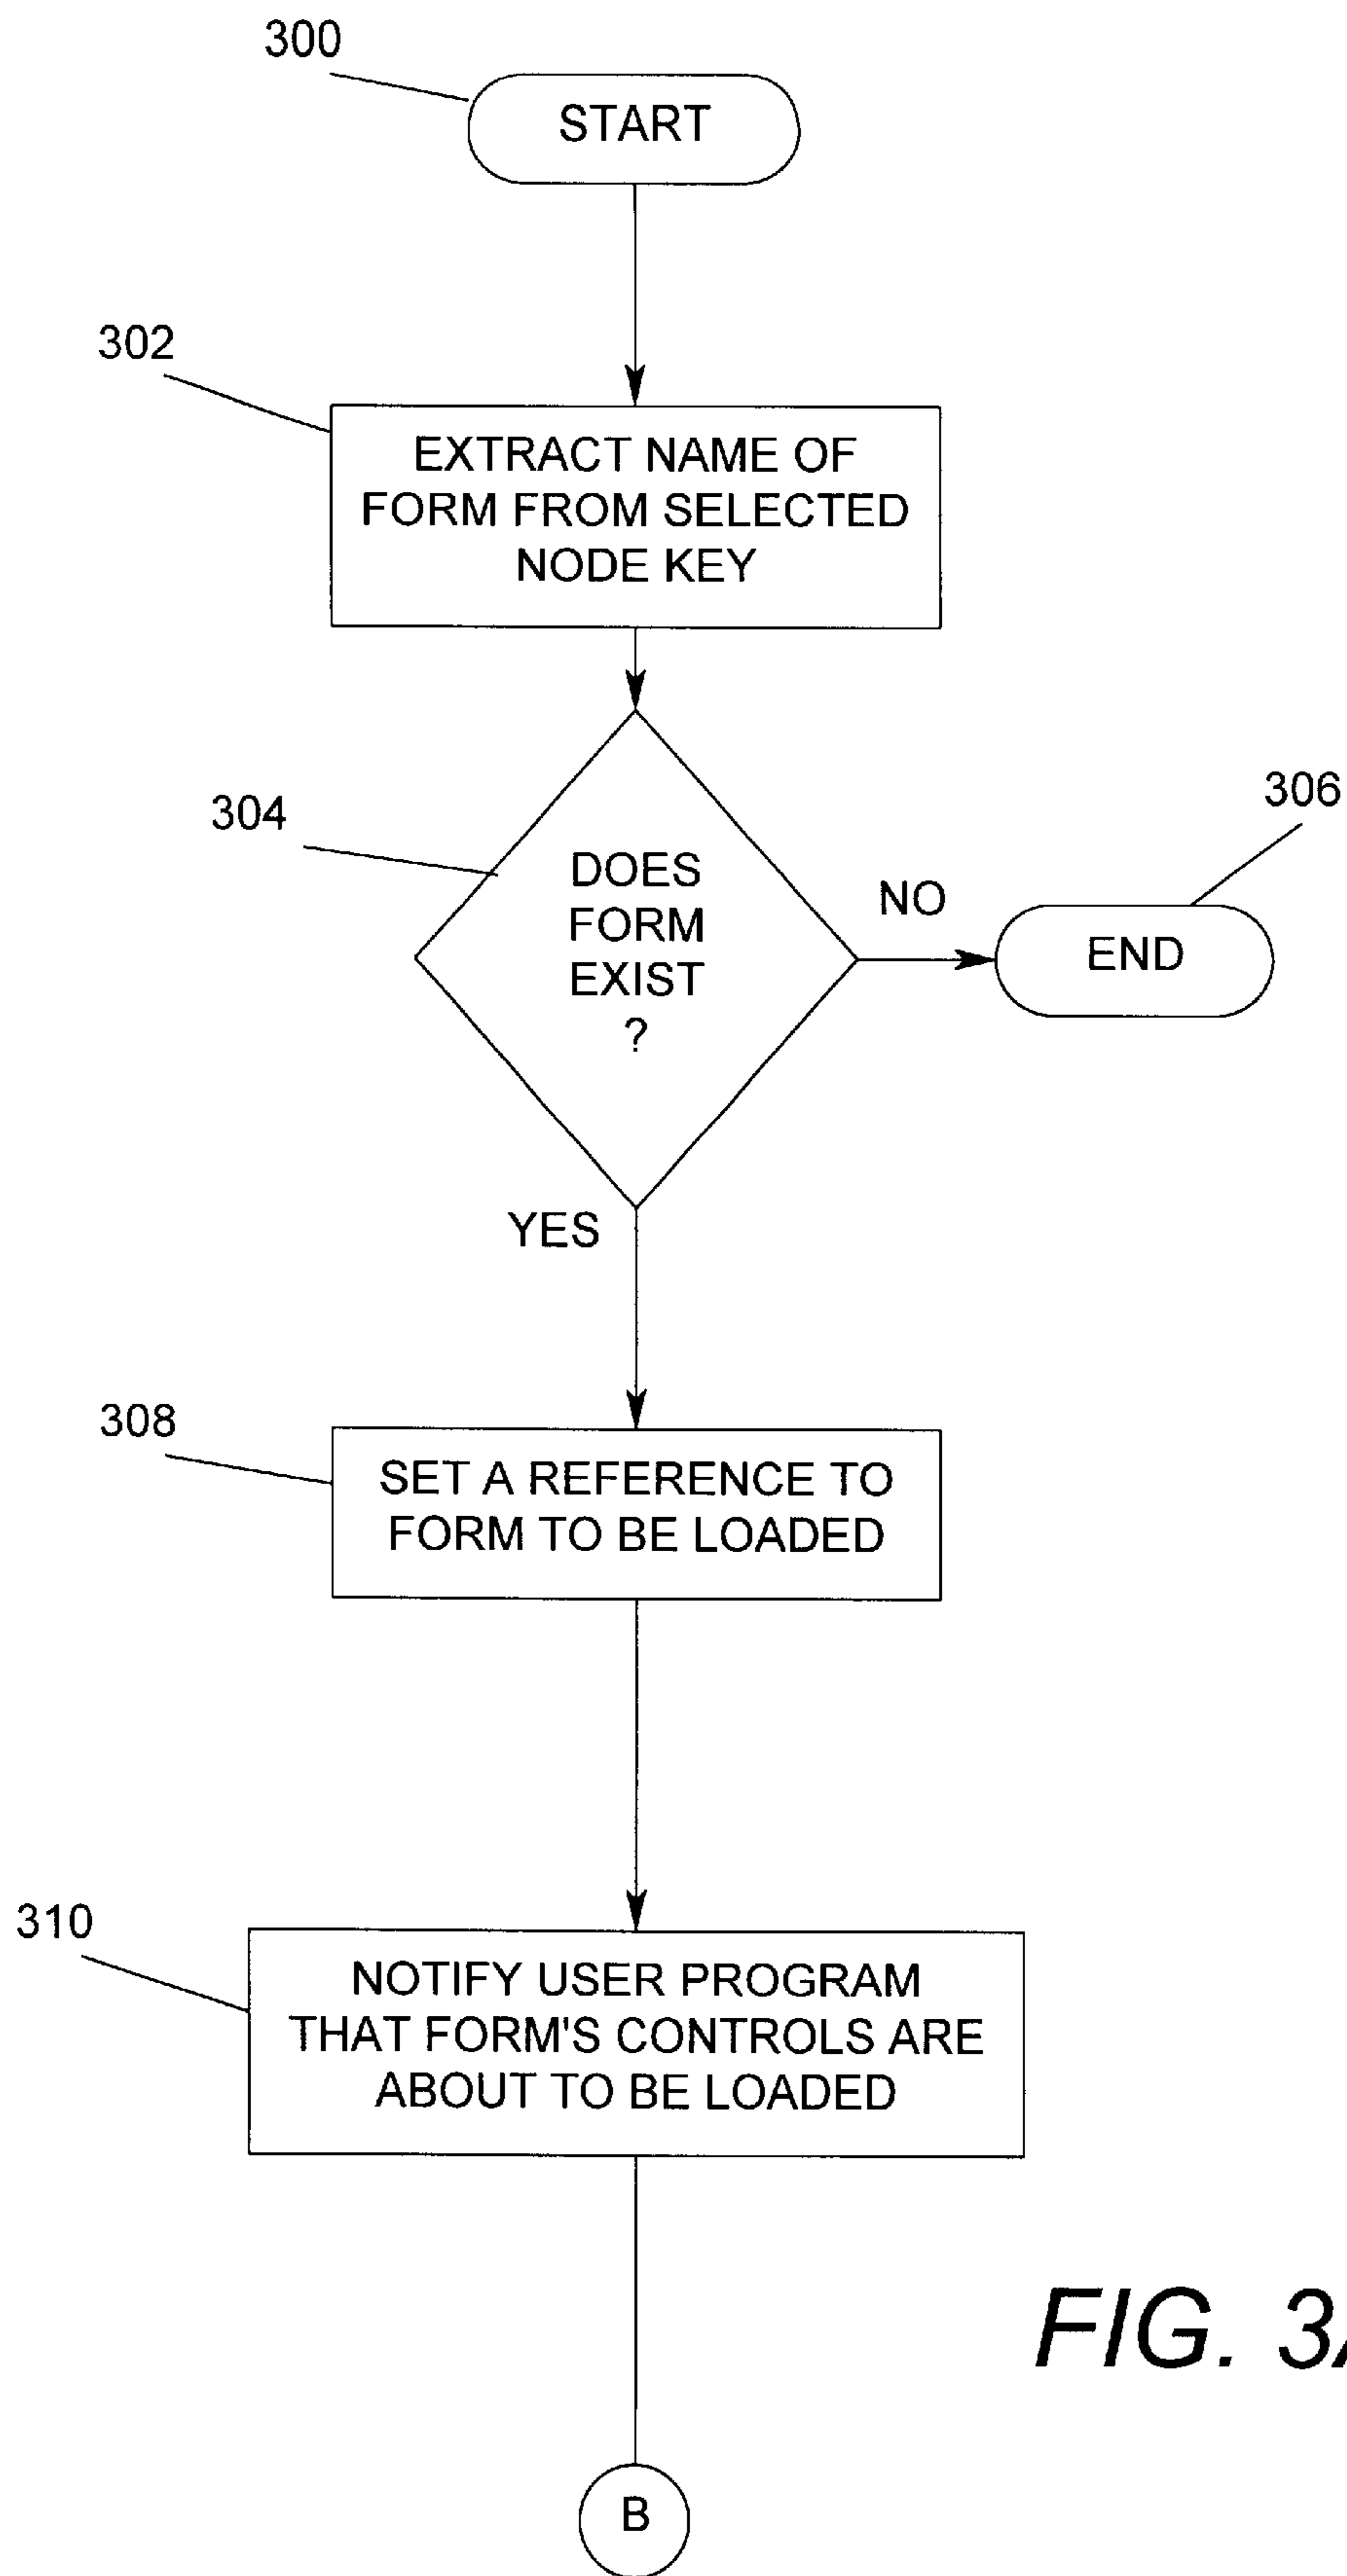 300
START
302
EXTRACT NAME OF
FORM FROM SELECTED
NODE KEY
304
DOES
FORM
EXIST
?
NO
306
END
YES
308
SET A REFERENCE TO
FORM TO BE LOADED
310
NOTIFY USER PROGRAM
THAT FORM'S CONTROLS ARE
ABOUT TO BE LOADED
FIG. 3A
B